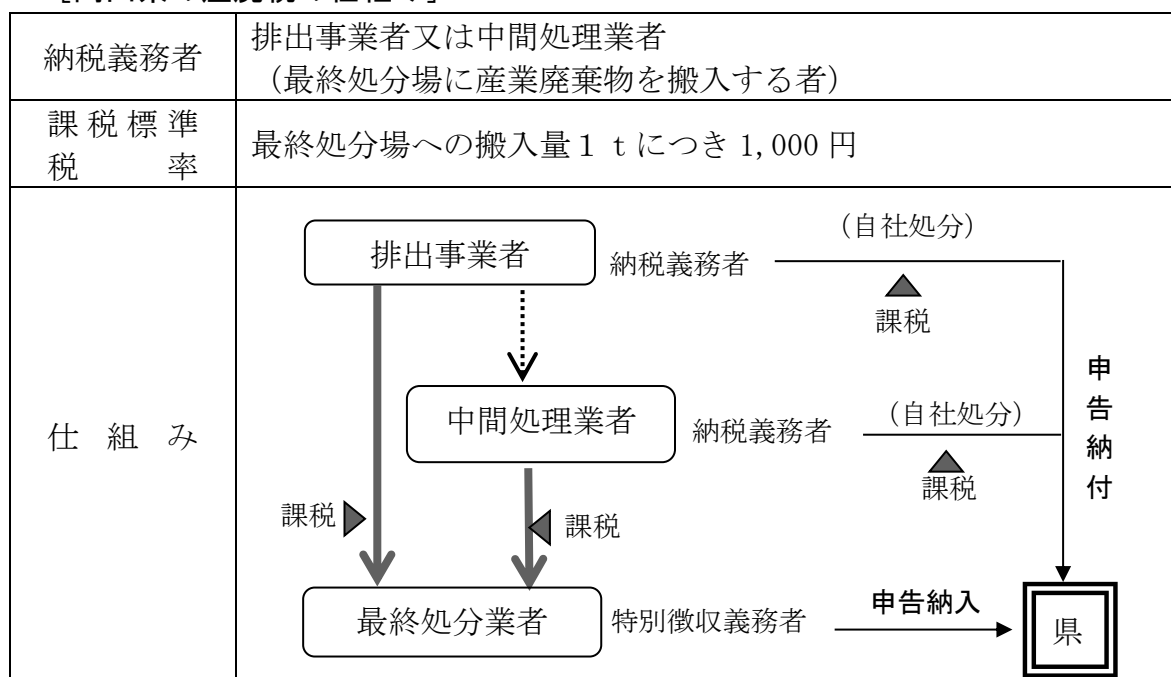 納税義務者
排出事業者又は中間処理業者
（最終処分場に産業廃棄物を搬入する者）
課税標準
税率
最終処分場への搬入量１ｔにつき1,000円
仕組み
（自社処分）
排出事業者
納税義務者
課税
中間処理業者
納税義務者
（自社処分）
課税
申告納付
課税
課税
最終処分業者
特別徴収義務者
申告納入
県